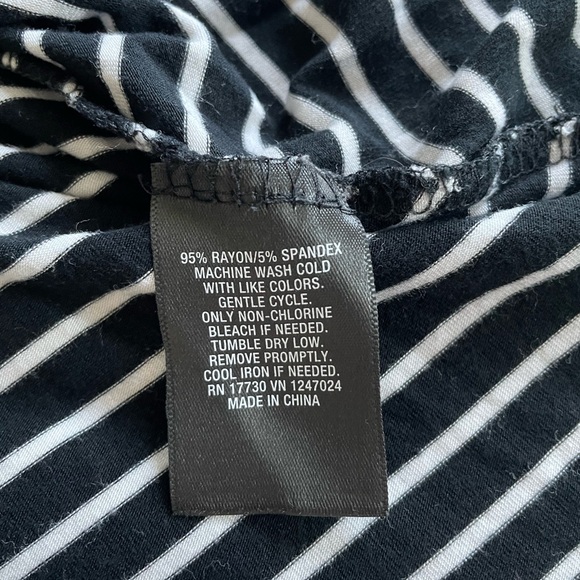 95% RAYON/5% SPANDEX
MACHINE WASH COLD
WITH LIKE COLORS.
GENTLE CYCLE.
ONLY NON-CHLORINE
BLEACH IF NEEDED.
TUMBLE DRY LOW.
REMOVE PROMPTLY.
COOL IRON IF NEEDED.
RN 17730 VN 1247024
MADE IN CHINA